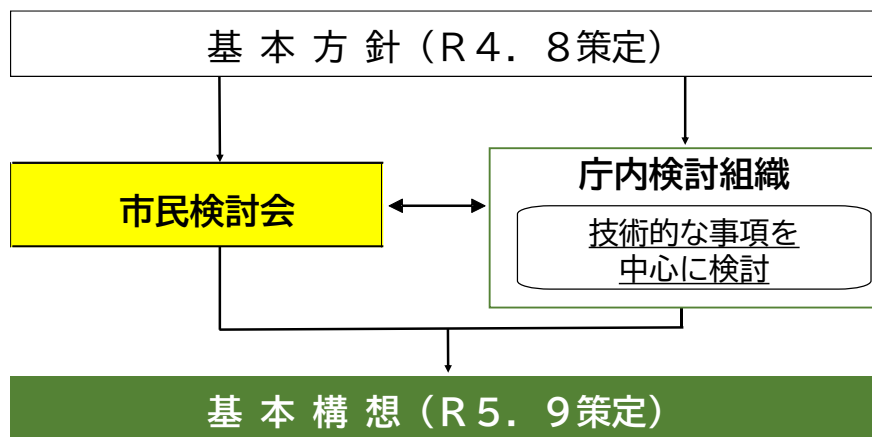 基 本 方 針（Ｒ４．８策定）
市民検討会
庁内検討組織
技術的な事項を
中心に検討
基 本 構 想（Ｒ５．９策定）